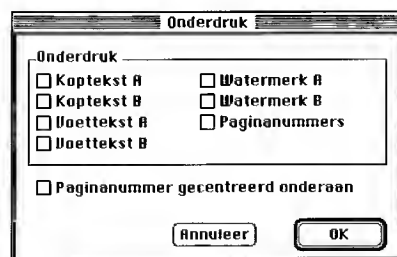 Onderdruk
Onderdruk
Koptekst A
Watermerk A
Koptekst B
Watermerk B
Voettekst A
Paginanummers
Voettekst B
Paginanummer gecentreerd onderaan
Annuleer
OK